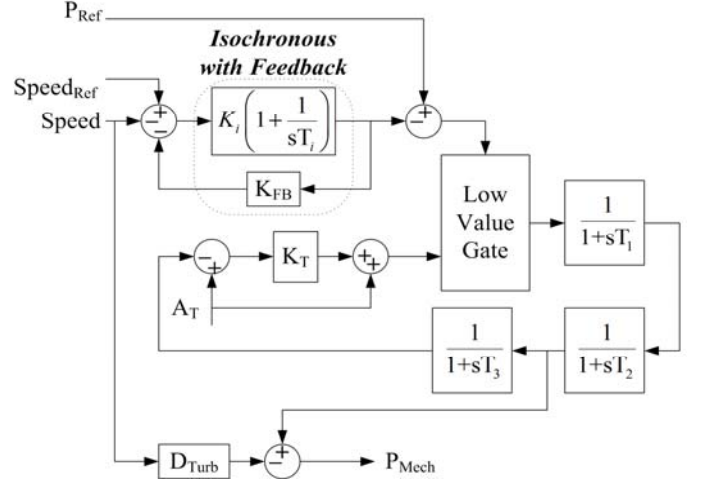 P_Ref
Isochronous
with Feedback
Speed_Ref
Speed
+
−
−
K_i(1+1/sT_i)
−
+
K_FB
Low
Value
Gate
1/1+sT_1
−
+
K_T
+
+
A_T
1/1+sT_3
1/1+sT_2
D_Turb
−
+
P_Mech